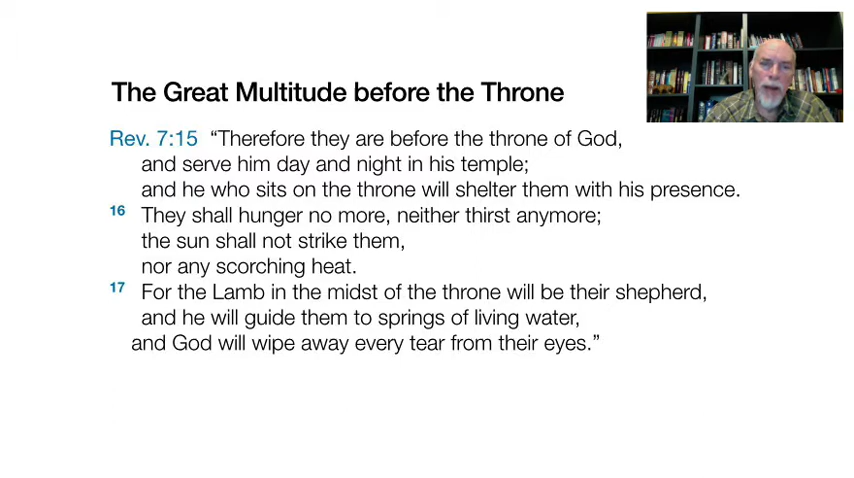 The Great Multitude before the Throne
Rev. 7:15 “Therefore they are before the throne of God,
and serve him day and night in his temple;
and he who sits on the throne will shelter them with his presence.
16 They shall hunger no more, neither thirst anymore;
the sun shall not strike them,
nor any scorching heat.
17 For the Lamb in the midst of the throne will be their shepherd,
and he will guide them to springs of living water,
and God will wipe away every tear from their eyes.”